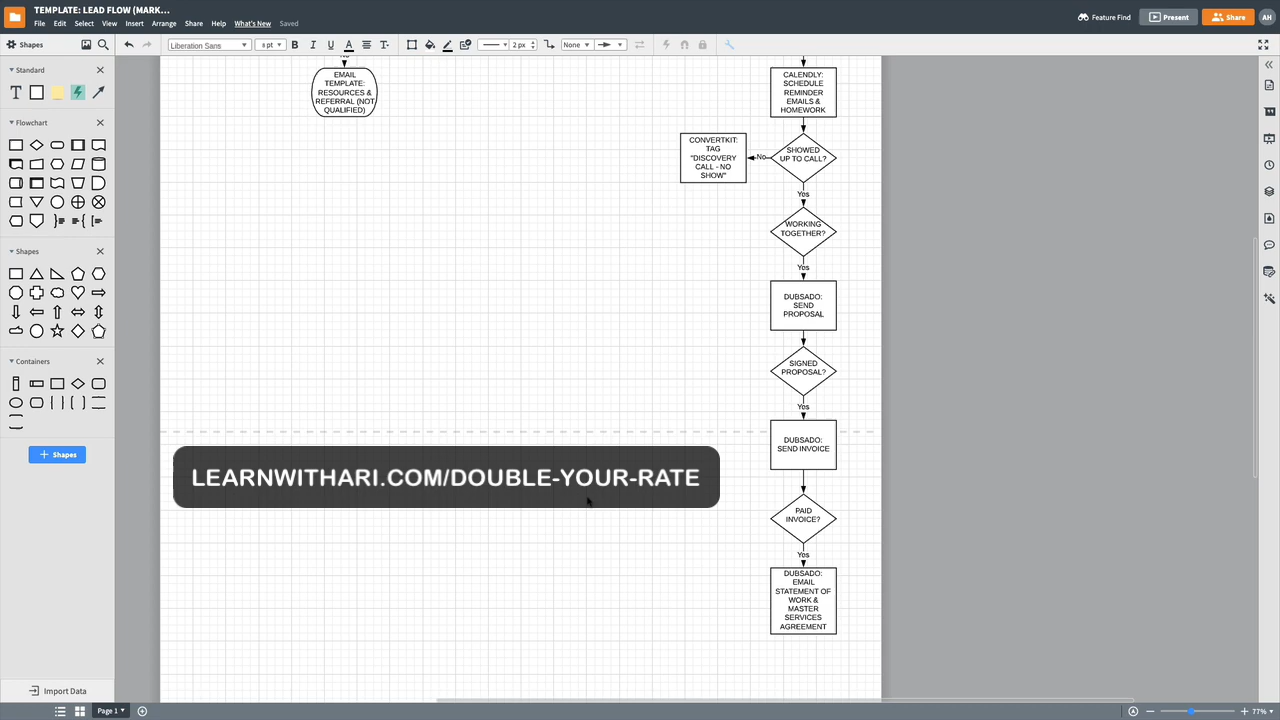 TEMPLATE: LEAD FLOW (MARK...
File Edit Select View Insert Arrange Share Help What's New Saved
Feature Find
Present
Share
AH
Shapes
Liberation Sans
8 pt
B I U A T
2 px
None
Standard
T
Flowchart
Shapes
Containers
+ Shapes
Import Data
Page 1
77%
No
EMAIL
TEMPLATE:
RESOURCES &
REFERRAL (NOT
QUALIFIED)
CALENDLY:
SCHEDULE
REMINDER
EMAILS &
HOMEWORK
CONVERTKIT:
TAG
"DISCOVERY
CALL - NO
SHOW"
No
SHOWED
UP TO CALL?
Yes
WORKING
TOGETHER?
Yes
DUBSADO:
SEND
PROPOSAL
SIGNED
PROPOSAL?
Yes
DUBSADO:
SEND INVOICE
LEARNWITHARI.COM/DOUBLE-YOUR-RATE
PAID
INVOICE?
Yes
DUBSADO:
EMAIL
STATEMENT OF
WORK &
MASTER
SERVICES
AGREEMENT